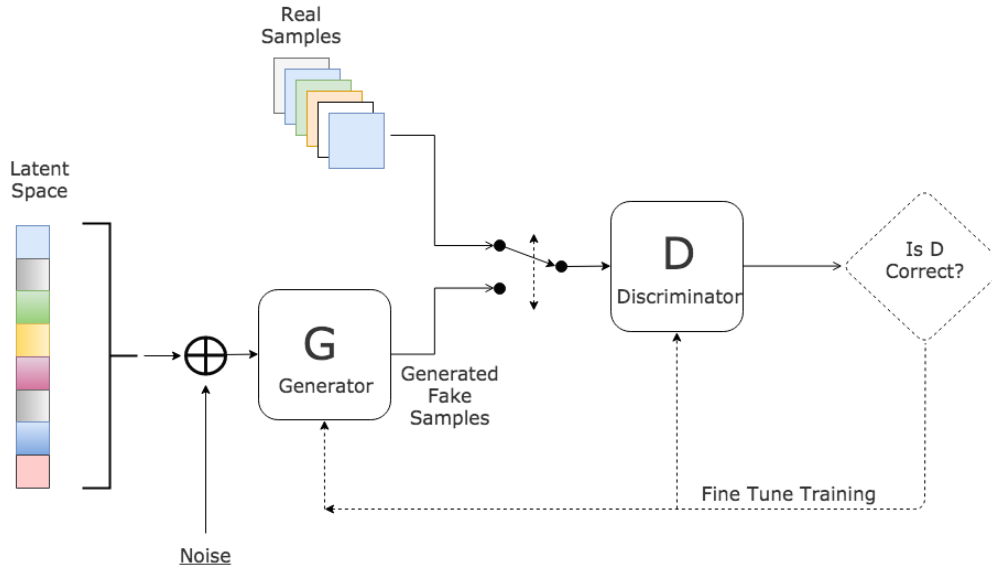 Real
Samples
Latent
Space
Is D
Correct?
D
Discriminator
G
Generator
Generated
Fake
Samples
Fine Tune Training
Noise